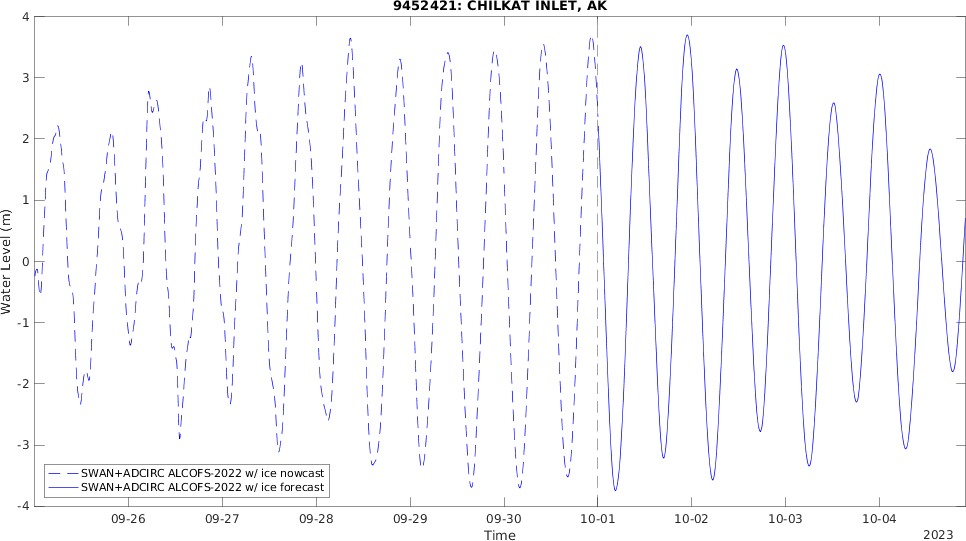 9452421: CHILKAT INLET, AK
4
3
2
1
0
-1
-2
-3
-4
Water Level (m)
SWAN+ADCIRC ALCOFS-2022 w/ ice nowcast
SWAN+ADCIRC ALCOFS-2022 w/ ice forecast
09-26 09-27 09-28 09-29 09-30 10-01 10-02 10-03 10-04
Time
2023